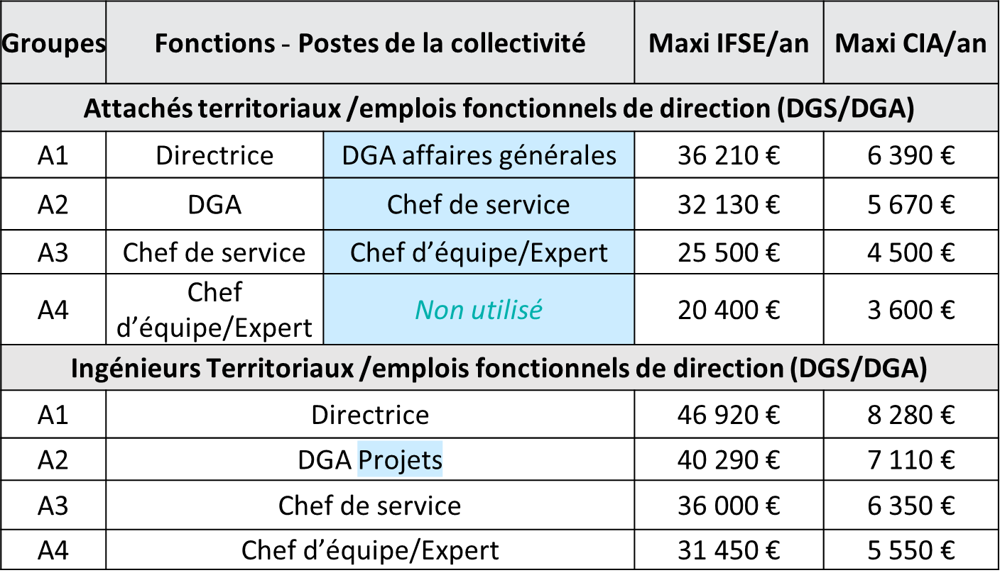 Groupes Fonctions - Postes de la collectivité Maxi IFSE/an Maxi CIA/an
Attachés territoriaux /emplois fonctionnels de direction (DGS/DGA)
A1 Directrice DGA affaires générales 36 210 € 6 390 €
A2 DGA Chef de service 32 130 € 5 670 €
A3 Chef de service Chef d’équipe/Expert 25 500 € 4 500 €
A4 Chef
d’équipe/Expert Non utilisé 20 400 € 3 600 €
Ingénieurs Territoriaux /emplois fonctionnels de direction (DGS/DGA)
A1 Directrice 46 920 € 8 280 €
A2 DGA Projets 40 290 € 7 110 €
A3 Chef de service 36 000 € 6 350 €
A4 Chef d’équipe/Expert 31 450 € 5 550 €